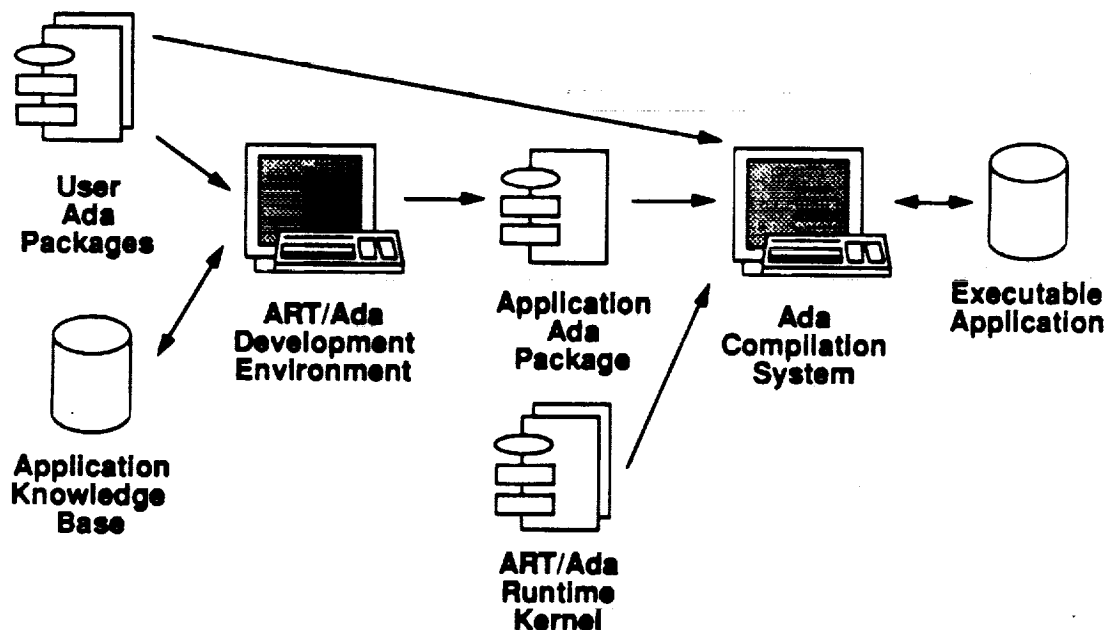 User
Ada
Packages
ART/Ada
Development
Environment
Application
Ada
Package
Ada
Compilation
System
Executable
Application
Application
Knowledge
Base
ART/Ada
Runtime
Kernel